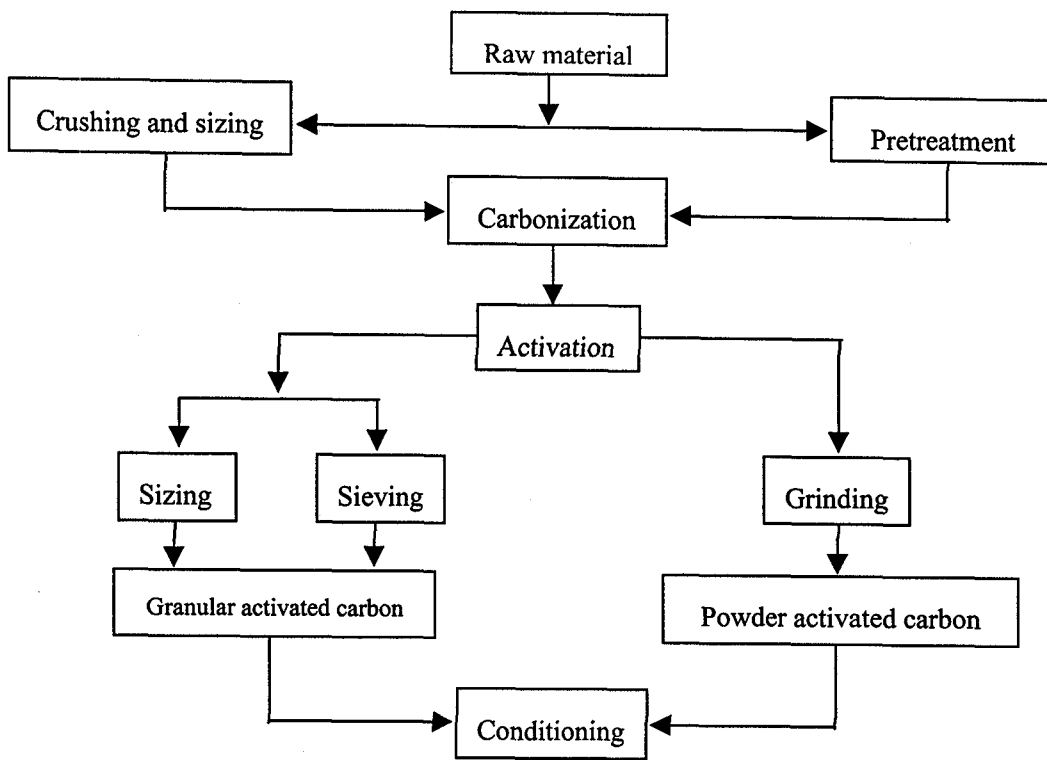 Raw material
Crushing and sizing
Pretreatment
Carbonization
Activation
Sizing
Sieving
Grinding
Granular activated carbon
Powder activated carbon
Conditioning